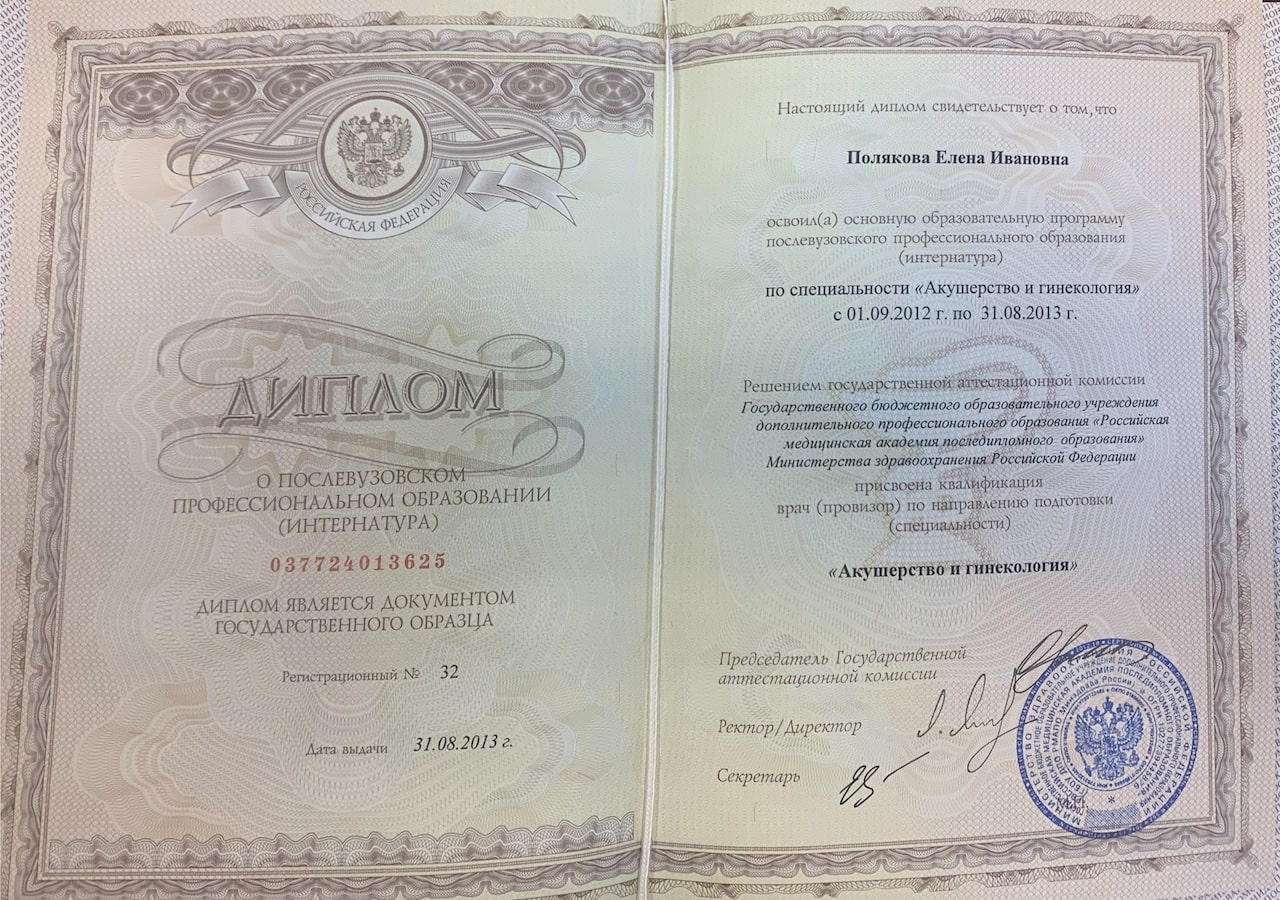 РОССИЙСКАЯ ФЕДЕРАЦИЯ
ДИПЛОМ
О ПОСЛЕВУЗОВСКОМ
ПРОФЕССИОНАЛЬНОМ ОБРАЗОВАНИИ
(ИНТЕРНАТУРА)
037724013625
ДИПЛОМ ЯВЛЯЕТСЯ ДОКУМЕНТОМ
ГОСУДАРСТВЕННОГО ОБРАЗЦА
Регистрационный № 32
Дата выдачи 31.08.2013 г.
Настоящий диплом свидетельствует о том, что
Полякова Елена Ивановна
освоил(а) основную образовательную программу
послевузовского профессионального образования
(интернатура)
по специальности «Акушерство и гинекология»
с 01.09.2012 г. по 31.08.2013 г.
Решением государственной аттестационной комиссии
Государственного бюджетного образовательного учреждения
дополнительного профессионального образования «Российская
медицинская академия последипломного образования»
Министерства здравоохранения Российской Федерации
присвоена квалификация
врач (провизор) по направлению подготовки
(специальности)
«Акушерство и гинекология»
Председатель Государственной
аттестационной комиссии
Ректор/Директор
Секретарь
МИНИСТЕРСТВО ЗДРАВООХРАНЕНИЯ РОССИЙСКОЙ ФЕДЕРАЦИИ